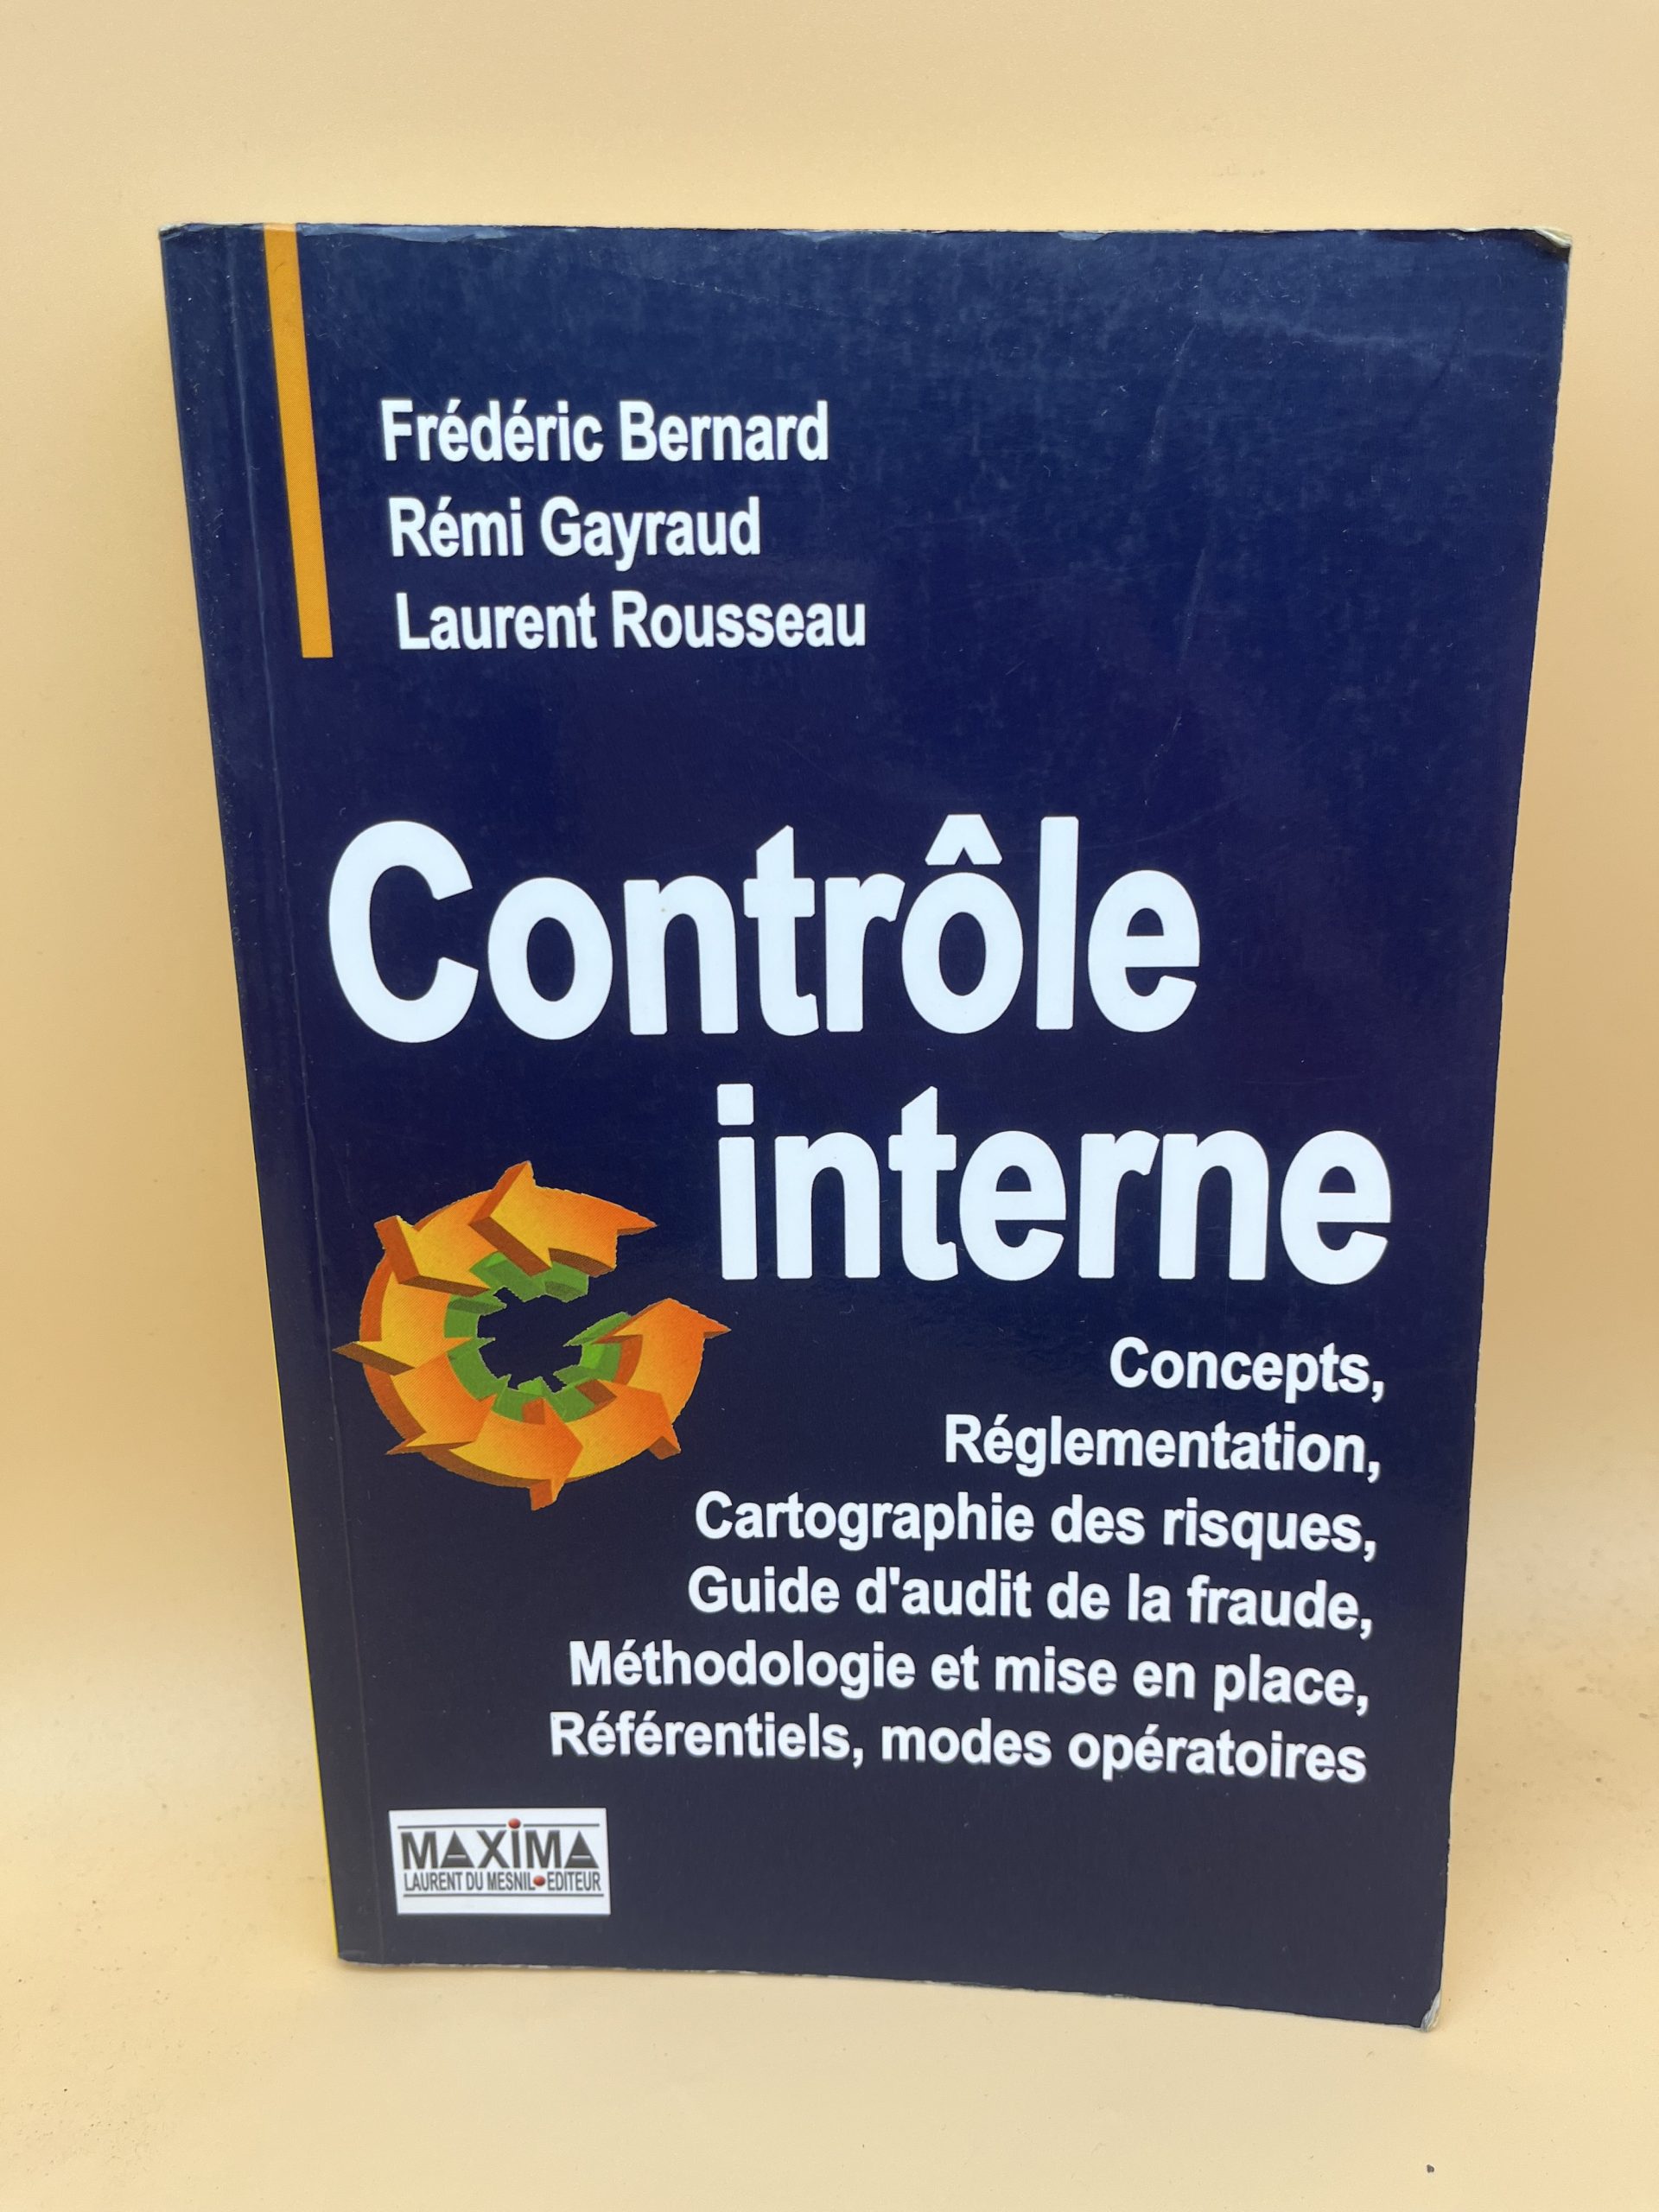 Frédéric Bernard
Rémi Gayraud
Laurent Rousseau
Contrôle
interne
Concepts,
Réglementation,
Cartographie des risques,
Guide d'audit de la fraude,
Méthodologie et mise en place,
Référentiels, modes opératoires
MAXiMA
LAURENT DU MESNIL•EDITEUR